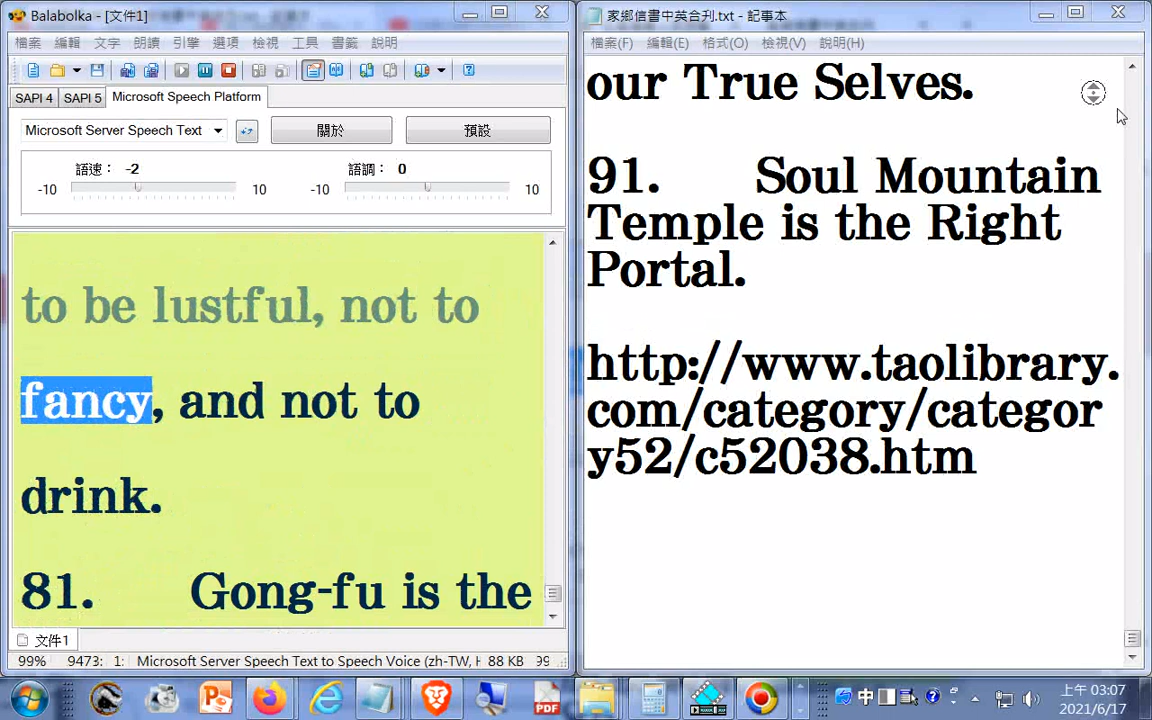 Balabolka - [文件1]
檔案 編輯 文字 朗讀 引擎 選項 檢視 工具 書籤 說明
SAPI 4 SAPI 5 Microsoft Speech Platform
Microsoft Server Speech Text 關於 預設
語速： -2 語調： 0
-10 10 -10 10
to be lustful, not to
fancy, and not to
drink.
81. Gong-fu is the
文件1
99% 9473: 1: Microsoft Server Speech Text to Speech Voice (zh-TW, H 88 KB 99
家鄉信書中英合刋.txt - 記事本
檔案(F) 編輯(E) 格式(O) 檢視(V) 說明(H)
our True Selves.
91. Soul Mountain
Temple is the Right
Portal.
http://www.taolibrary.
com/category/categor
y52/c52038.htm
PDF
中
上午 03:07
2021/6/17